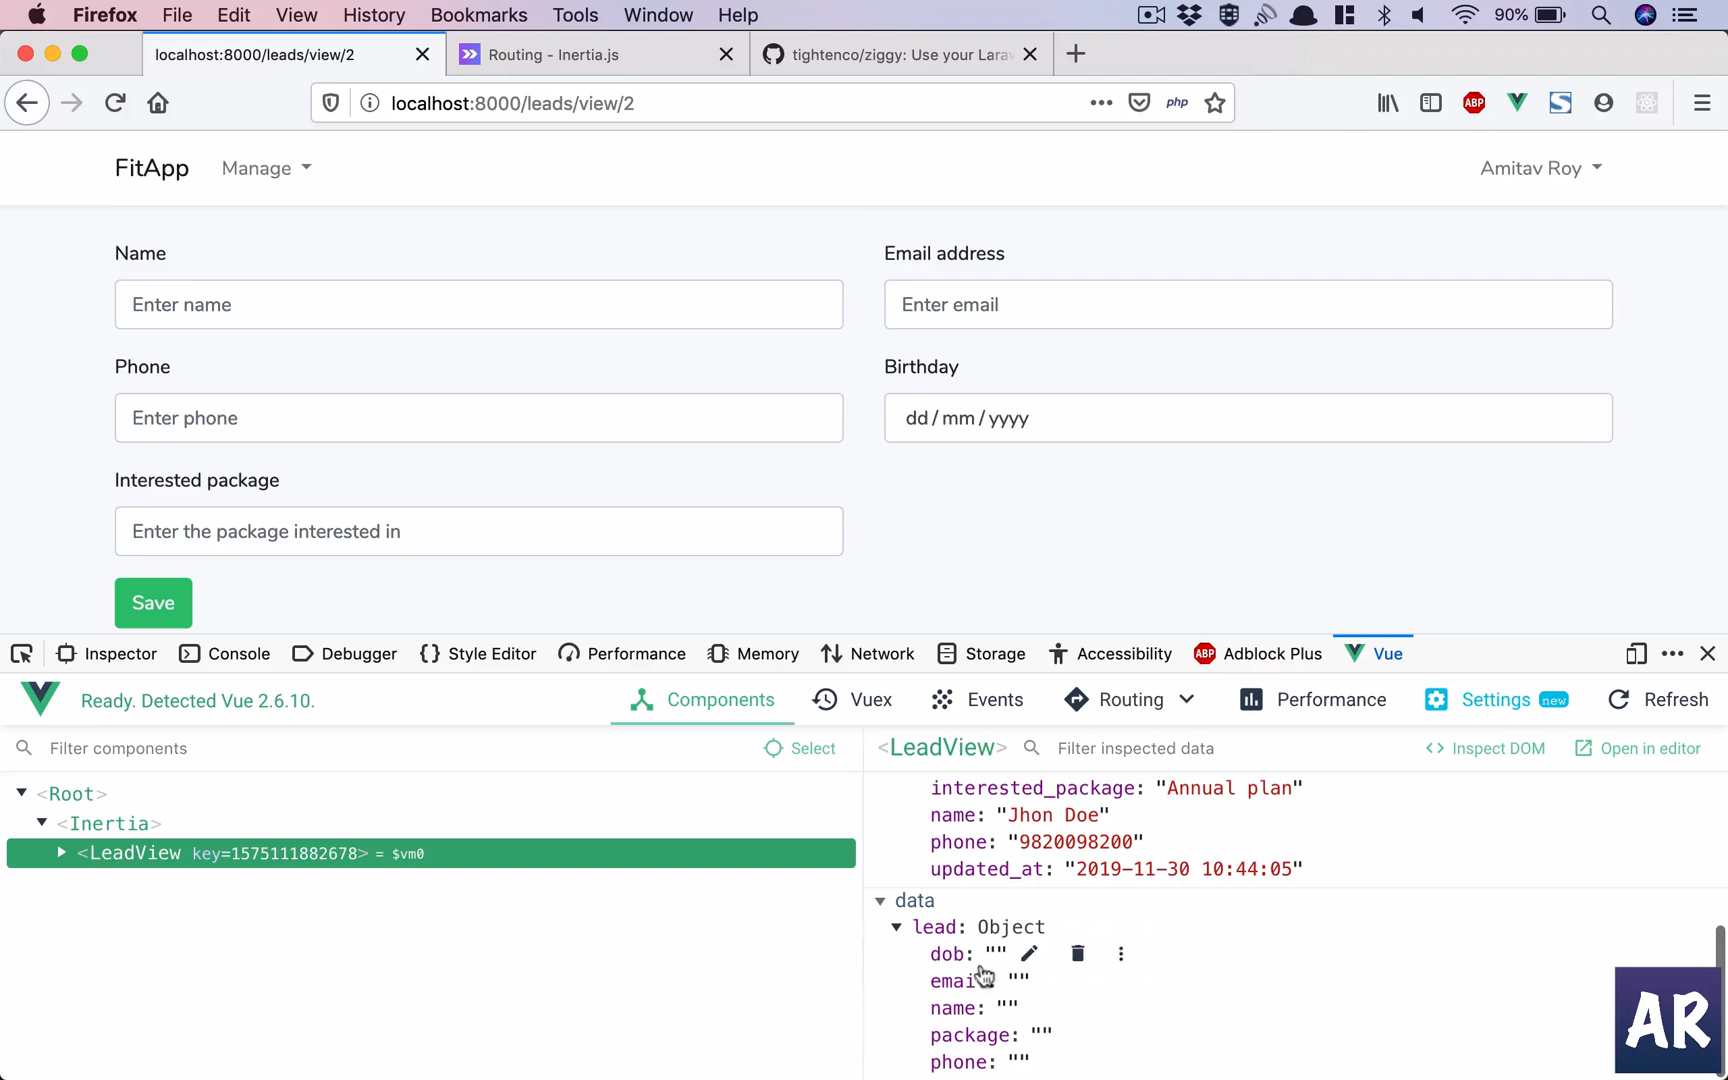 Firefox File Edit View History Bookmarks Tools Window Help 90%
localhost:8000/leads/view/2 Routing - Inertia.js tightenco/ziggy: Use your Larav
localhost:8000/leads/view/2 php ABP
FitApp Manage Amitav Roy
Name Email address
Enter name Enter email
Phone Birthday
Enter phone dd / mm / yyyy
Interested package
Enter the package interested in
Save
Inspector Console Debugger Style Editor Performance Memory Network Storage Accessibility ABP Adblock Plus Vue
Ready. Detected Vue 2.6.10. Components Vuex Events Routing Performance Settings new Refresh
Filter components Select <LeadView> Filter inspected data Inspect DOM Open in editor
<Root>
<Inertia>
<LeadView key=1575111882678> = $vm0
interested_package: "Annual plan"
name: "Jhon Doe"
phone: "9820098200"
updated_at: "2019-11-30 10:44:05"
data
lead: Object
dob: ""
emai ""
name: ""
package: ""
phone: ""
AR